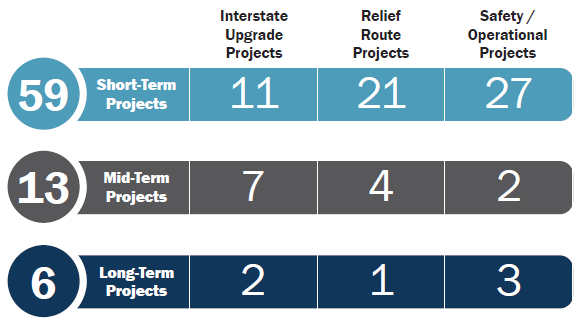 Interstate Upgrade Projects
Relief Route Projects
Safety / Operational Projects
59 Short-Term Projects 11 21 27
13 Mid-Term Projects 7 4 2
6 Long-Term Projects 2 1 3